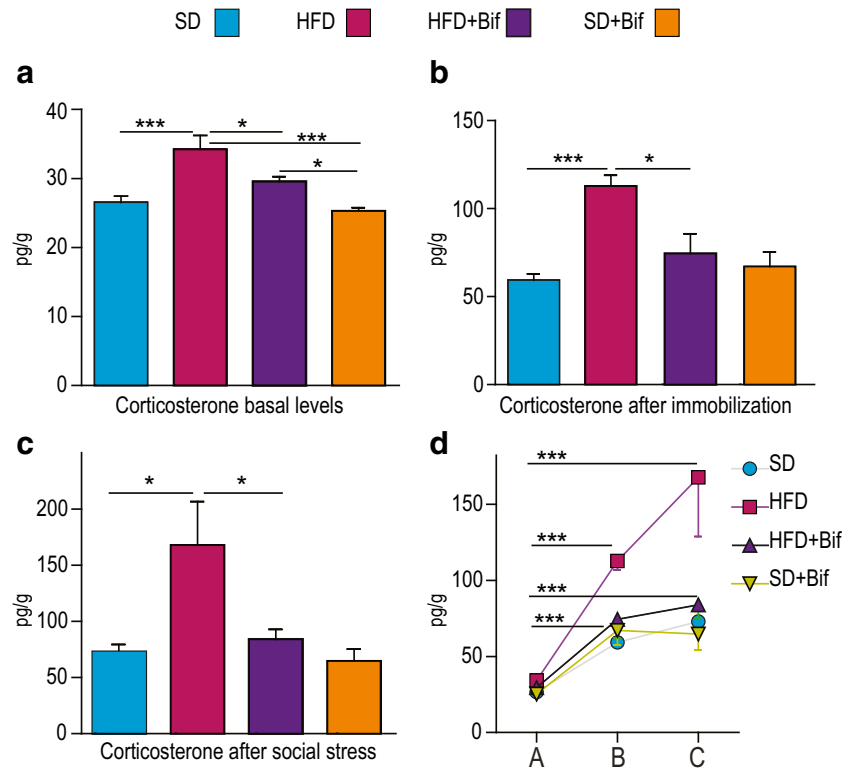 SD HFD HFD+Bif SD+Bif
a
40
30
20
10
0
pg/g
***
*
***
*
Corticosterone basal levels
b
150
100
50
0
pg/g
***
*
Corticosterone after immobilization
c
200
150
100
50
0
pg/g
*
*
Corticosterone after social stress
d
150
100
50
0
pg/g
***
***
***
***
A B C
SD
HFD
HFD+Bif
SD+Bif